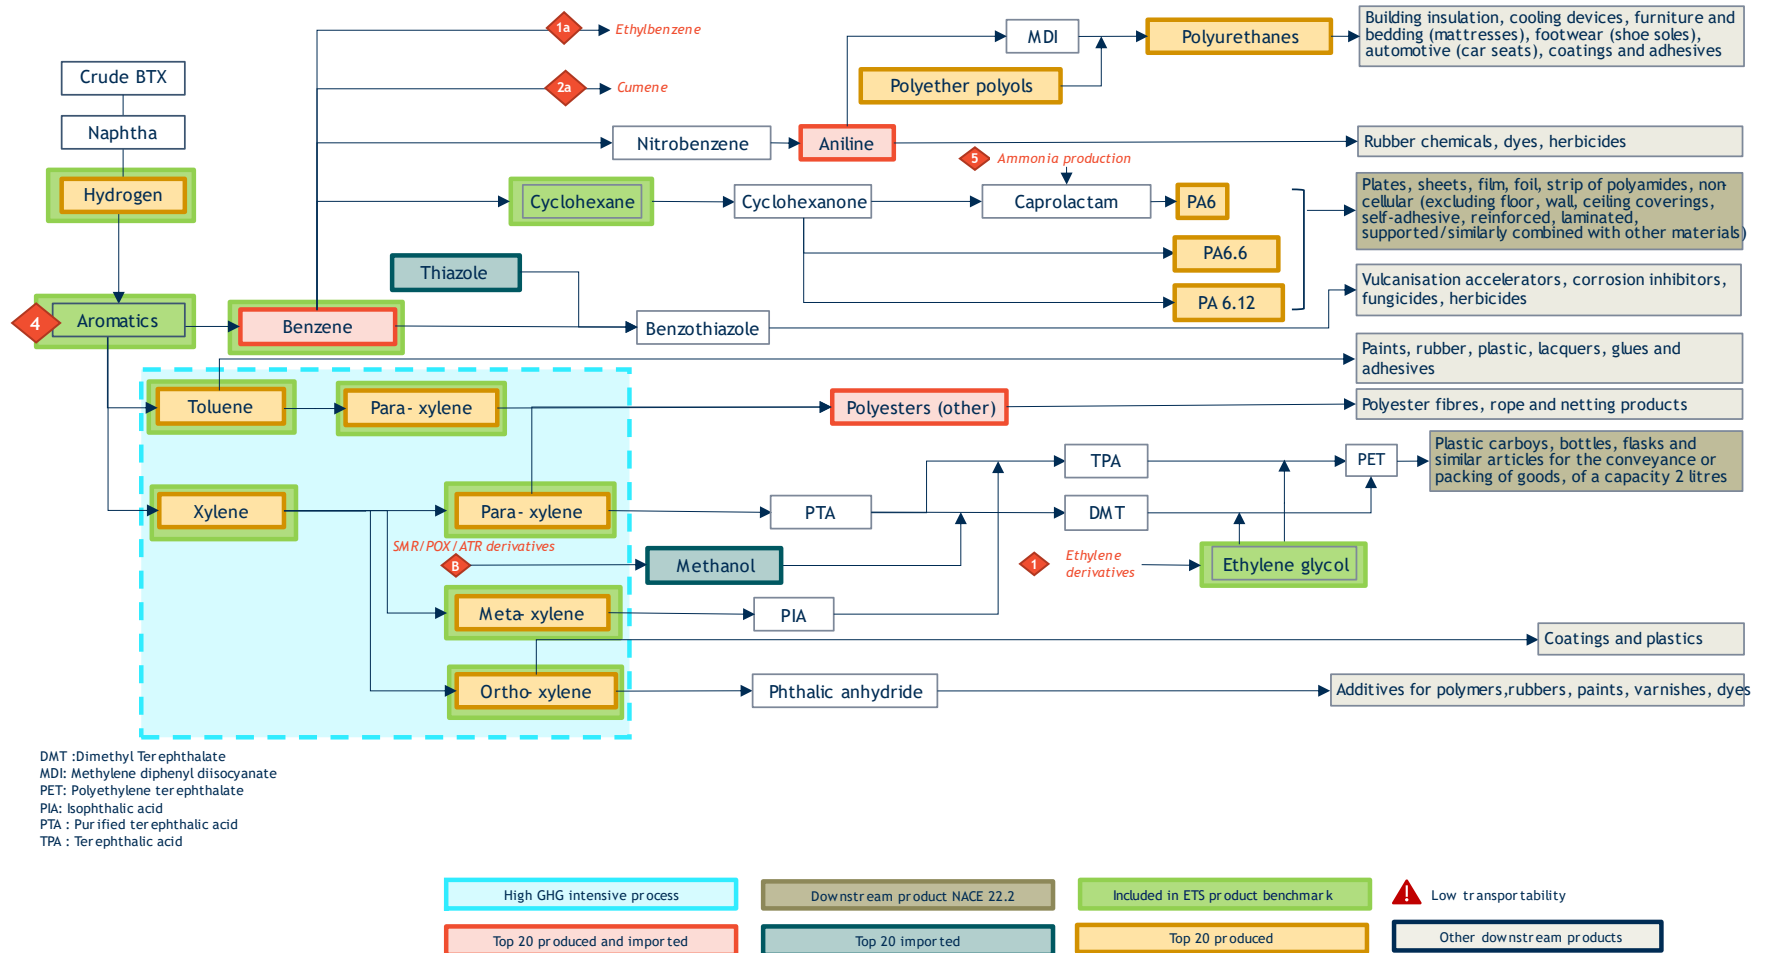 1a
Ethylbenzene
Crude BTX
2a
Cumene
Naphtha
Hydrogen
MDI
Polyurethanes
Building insulation, cooling devices, furniture and
bedding (mattresses), footwear (shoe soles),
automotive (car seats), coatings and adhesives
Polyether polyols
Nitrobenzene
Aniline
Rubber chemicals, dyes, herbicides
5
Ammonia production
Cyclohexane
Cyclohexanone
Caprolactam
PA6
PA6.6
PA 6.12
Plates, sheets, film, foil, strip of polyamides, non-
cellular (excluding floor, wall, ceiling coverings,
self-adhesive, reinforced, laminated,
supported/similarly combined with other materials)
Thiazole
4
Aromatics
Benzene
Benzothiazole
Vulcanisation accelerators, corrosion inhibitors,
fungicides, herbicides
Paints, rubber, plastic, lacquers, glues and
adhesives
Toluene
Para- xylene
Polyesters (other)
Polyester fibres, rope and netting products
TPA
PET
Plastic carboys, bottles, flasks and
similar articles for the conveyance or
packing of goods, of a capacity 2 litres
Xylene
Para- xylene
PTA
DMT
SMR/POX/ATR derivatives
B
Methanol
1
Ethylene
derivatives
Ethylene glycol
Meta- xylene
PIA
Coatings and plastics
Ortho- xylene
Phthalic anhydride
Additives for polymers,rubbers, paints, varnishes, dyes
DMT :Dimethyl Terephthalate
MDI: Methylene diphenyl diisocyanate
PET: Polyethylene terephthalate
PIA: Isophthalic acid
PTA : Purified terephthalic acid
TPA : Terephthalic acid
High GHG intensive process
Downstream product NACE 22.2
Included in ETS product benchmark
! Low transportability
Top 20 produced and imported
Top 20 imported
Top 20 produced
Other downstream products